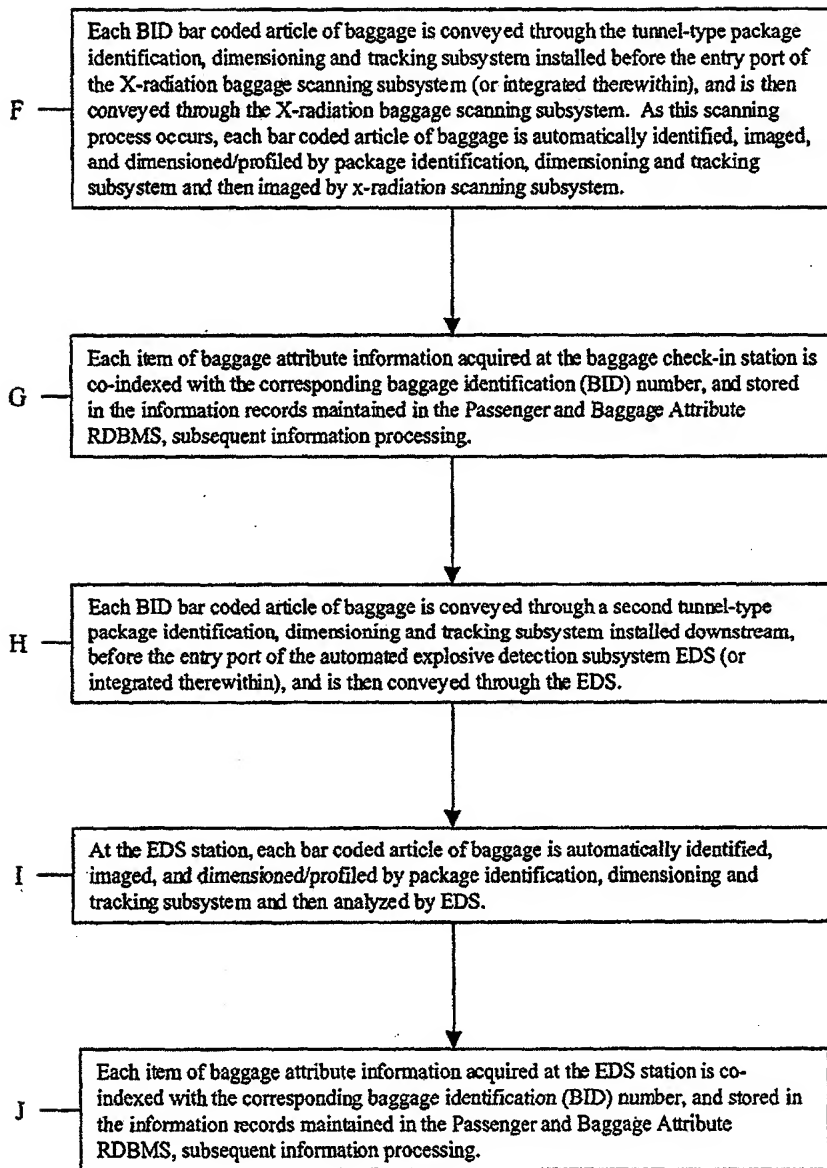 Each BID bar coded article of baggage is conveyed through the tunnel-type package
identification, dimensioning and tracking subsystem installed before the entry port of
the X-radiation baggage scanning subsystem (or integrated therewithin), and is then
conveyed through the X-radiation baggage scanning subsystem. As this scanning
process occurs, each bar coded article of baggage is automatically identified, imaged,
and dimensioned/profiled by package identification, dimensioning and tracking
subsystem and then imaged by x-radiation scanning subsystem.
F
Each item of baggage attribute information acquired at the baggage check-in station is
co-indexed with the corresponding baggage identification (BID) number, and stored
in the information records maintained in the Passenger and Baggage Attribute
RDBMS, subsequent information processing.
G
Each BID bar coded article of baggage is conveyed through a second tunnel-type
package identification, dimensioning and tracking subsystem installed downstream,
before the entry port of the automated explosive detection subsystem EDS (or
integrated therewithin), and is then conveyed through the EDS.
H
At the EDS station, each bar coded article of baggage is automatically identified,
imaged, and dimensioned/profiled by package identification, dimensioning and
tracking subsystem and then analyzed by EDS.
I
Each item of baggage attribute information acquired at the EDS station is co-
indexed with the corresponding baggage identification (BID) number, and stored in
the information records maintained in the Passenger and Baggage Attribute
RDBMS, subsequent information processing.
J